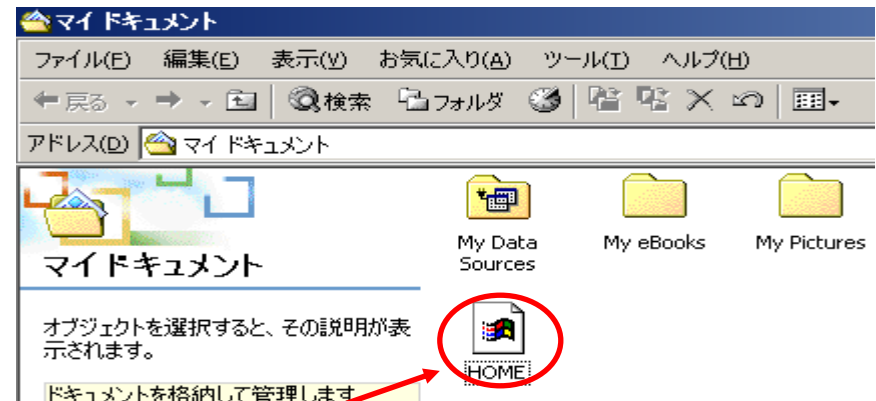 マイ ドキュメント
ファイル(F) 編集(E) 表示(V) お気に入り(A) ツール(T) ヘルプ(H)
戻る 検索 フォルダ
アドレス(D) マイ ドキュメント
My Data Sources
My eBooks
My Pictures
マイ ドキュメント
オブジェクトを選択すると、その説明が表
示されます。
HOME
ドキュメントを格納して管理します